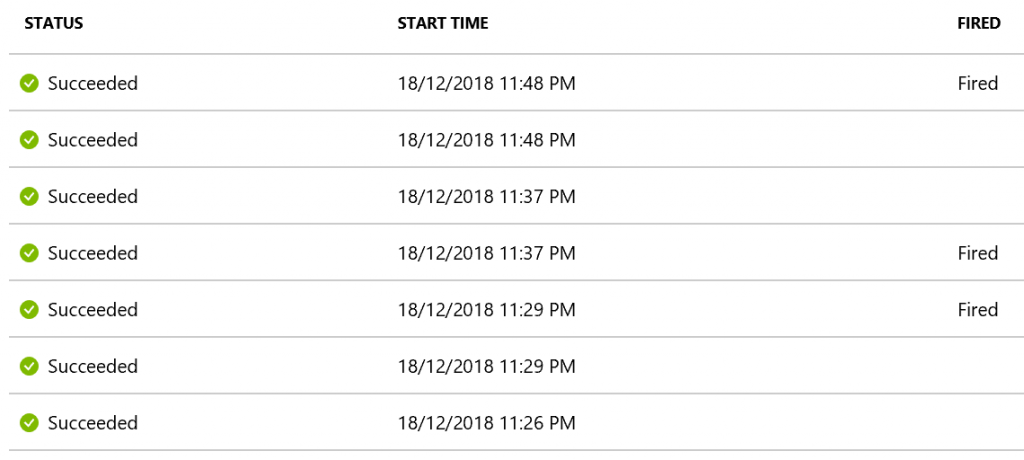 STATUS START TIME FIRED
Succeeded 18/12/2018 11:48 PM Fired
Succeeded 18/12/2018 11:48 PM
Succeeded 18/12/2018 11:37 PM
Succeeded 18/12/2018 11:37 PM Fired
Succeeded 18/12/2018 11:29 PM Fired
Succeeded 18/12/2018 11:29 PM
Succeeded 18/12/2018 11:26 PM